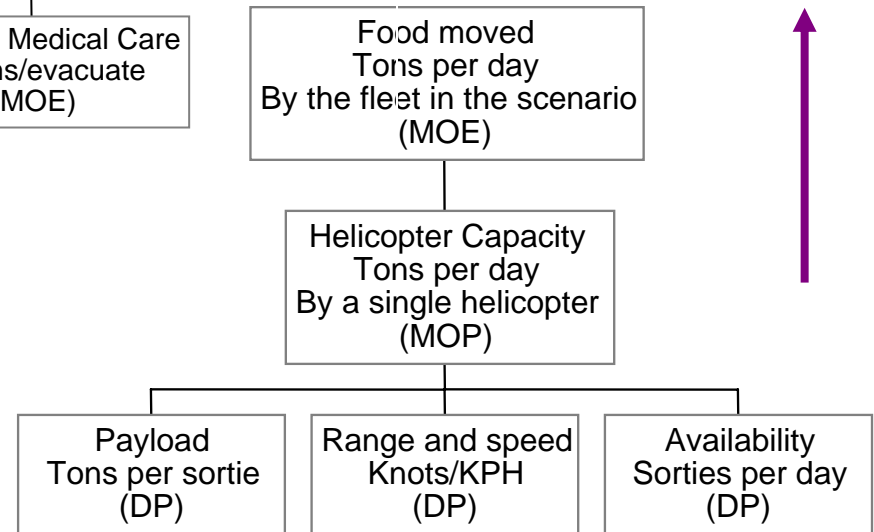 Medical Care
/evacuate
MOE)
Food moved
Tons per day
By the fleet in the scenario
(MOE)
Helicopter Capacity
Tons per day
By a single helicopter
(MOP)
Payload
Tons per sortie
(DP)
Range and speed
Knots/KPH
(DP)
Availability
Sorties per day
(DP)